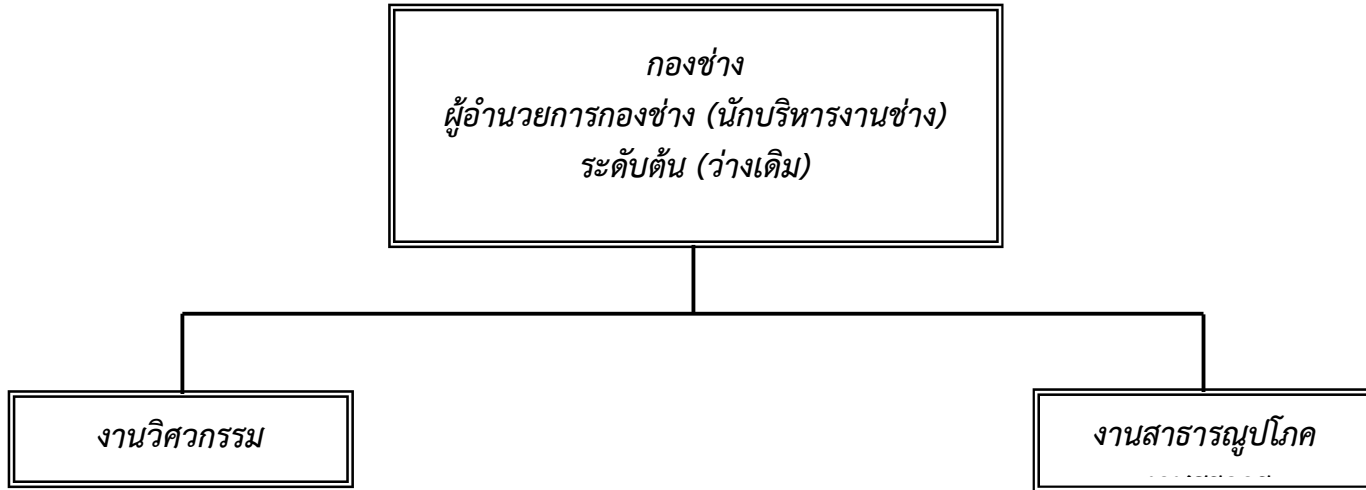 กองช่าง
ผู้อำนวยการกองช่าง (นักบริหารงานช่าง)
ระดับต้น (ว่างเดิม)
งานวิศวกรรม
งานสาธารณูปโภค